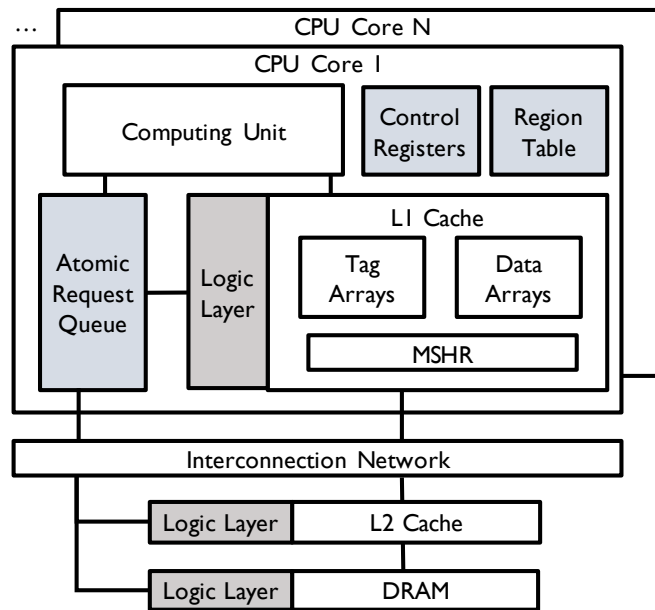 ...
CPU Core N
CPU Core 1
Computing Unit
Control
Registers
Region
Table
Atomic
Request
Queue
Logic
Layer
L1 Cache
Tag
Arrays
Data
Arrays
MSHR
Interconnection Network
Logic Layer
L2 Cache
Logic Layer
DRAM